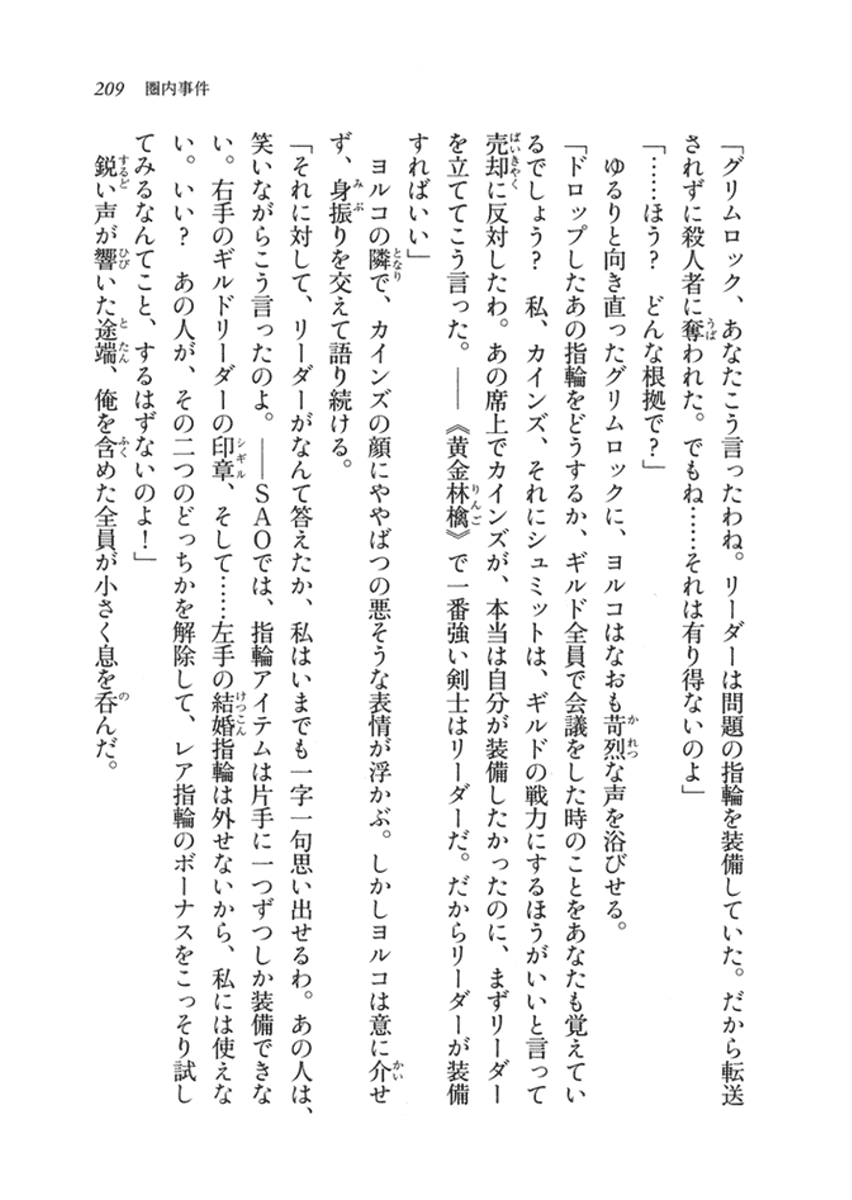 209 圏内事件
「グリムロック、あなたこう言ったわね。リーダーは問題の指輪を装備していた。だから転送
されずに殺人者に奪われた。でもね……それは有り得ないのよ」
「……ほう？　どんな根拠で？」
　ゆるりと向き直ったグリムロックに、ヨルコはなおも苛烈な声を浴びせる。
「ドロップしたあの指輪をどうするか、ギルド全員で会議をした時のことをあなたも覚えてい
るでしょう？　私、カインズ、それにシュミットは、ギルドの戦力にするほうがいいと言って
売却に反対したわ。あの席上でカインズが、本当は自分が装備したかったのに、まずリーダー
を立ててこう言った。――《黄金林檎》で一番強い剣士はリーダーだ。だからリーダーが装備
すればいい」
　ヨルコの隣で、カインズの顔にややばつの悪そうな表情が浮かぶ。しかしヨルコは意に介せ
ず、身振りを交えて語り続ける。
「それに対して、リーダーがなんて答えたか、私はいまでも一字一句思い出せるわ。あの人は、
笑いながらこう言ったのよ。――ＳＡＯでは、指輪アイテムは片手に一つずつしか装備できな
い。右手のギルドリーダーの印章、そして……左手の結婚指輪は外せないから、私には使えな
い。いい？　あの人が、その二つのどっちかを解除して、レア指輪のボーナスをこっそり試し
てみるなんてこと、するはずないのよ！」
　鋭い声が響いた途端、俺を含めた全員が小さく息を呑んだ。